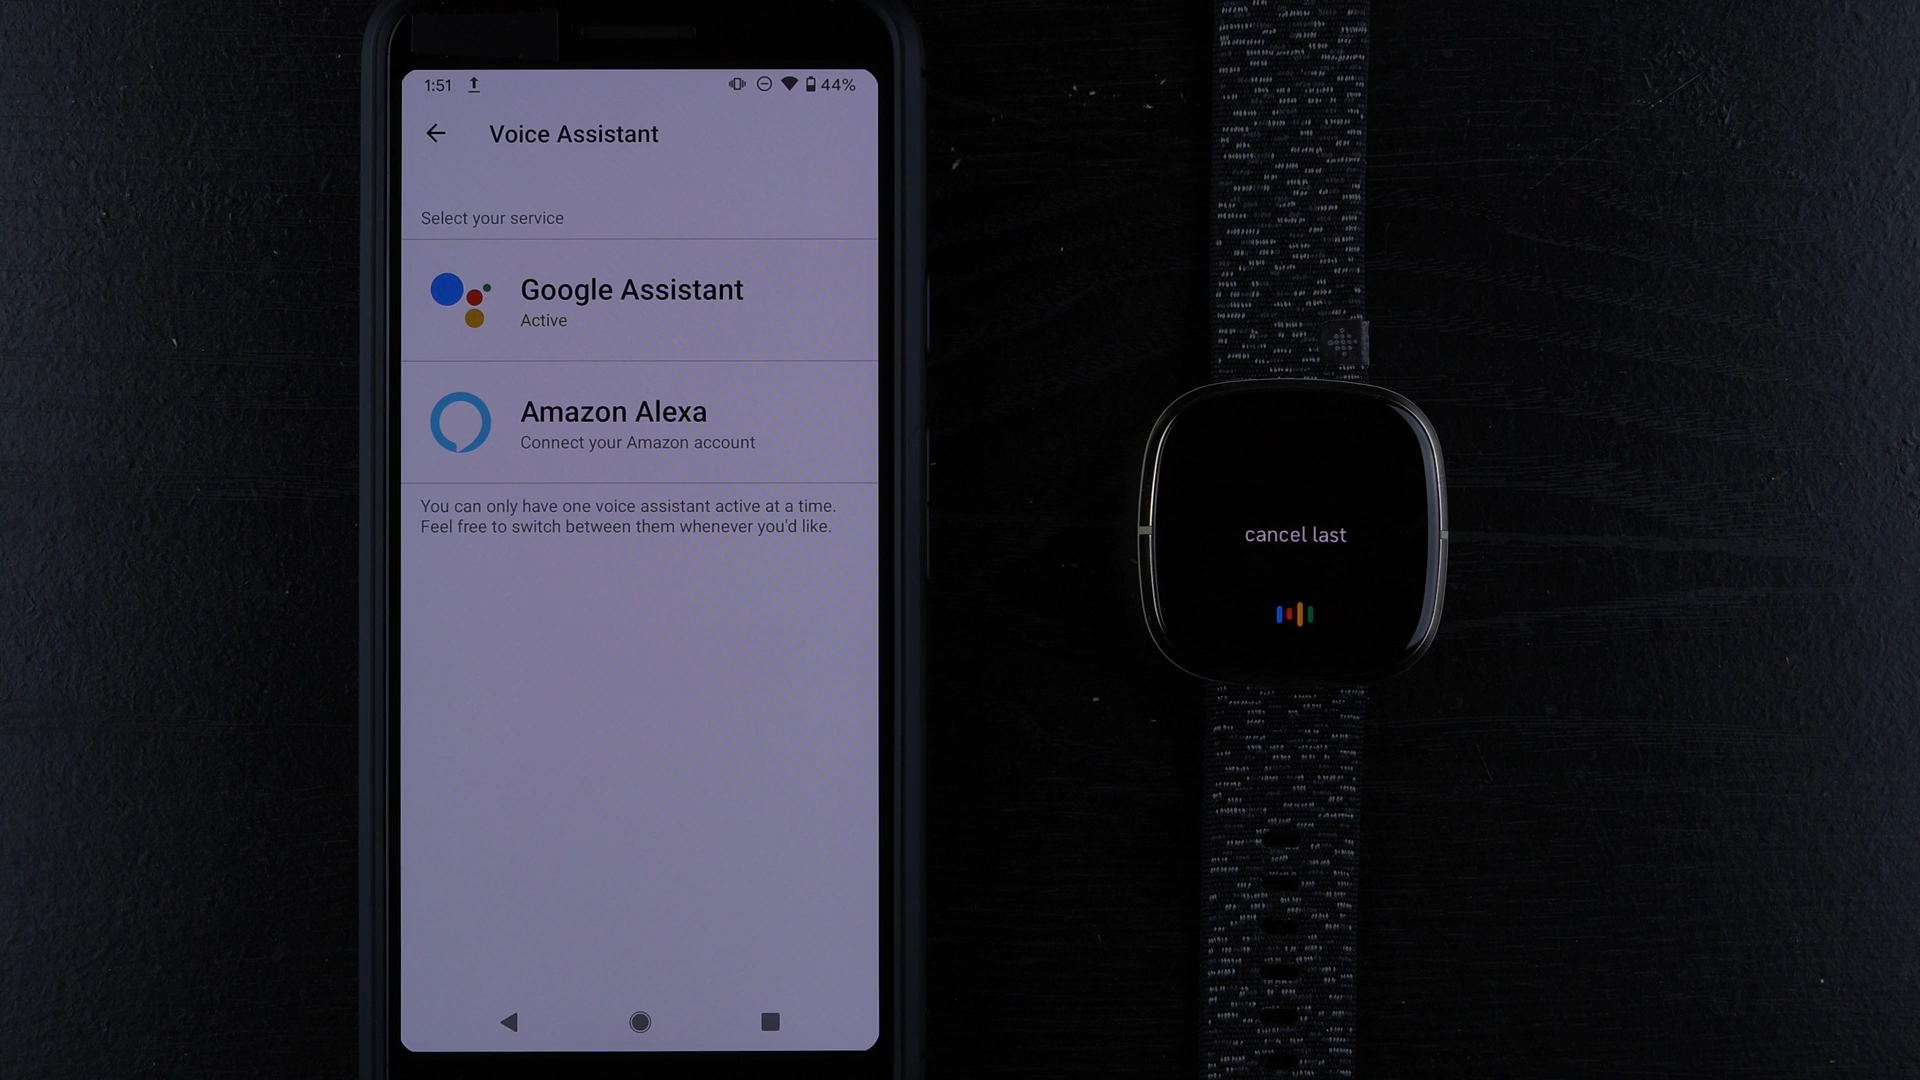 1:51
44%
Voice Assistant
Select your service
Google Assistant
Active
Amazon Alexa
Connect your Amazon account
You can only have one voice assistant active at a time.
Feel free to switch between them whenever you'd like.
cancel last